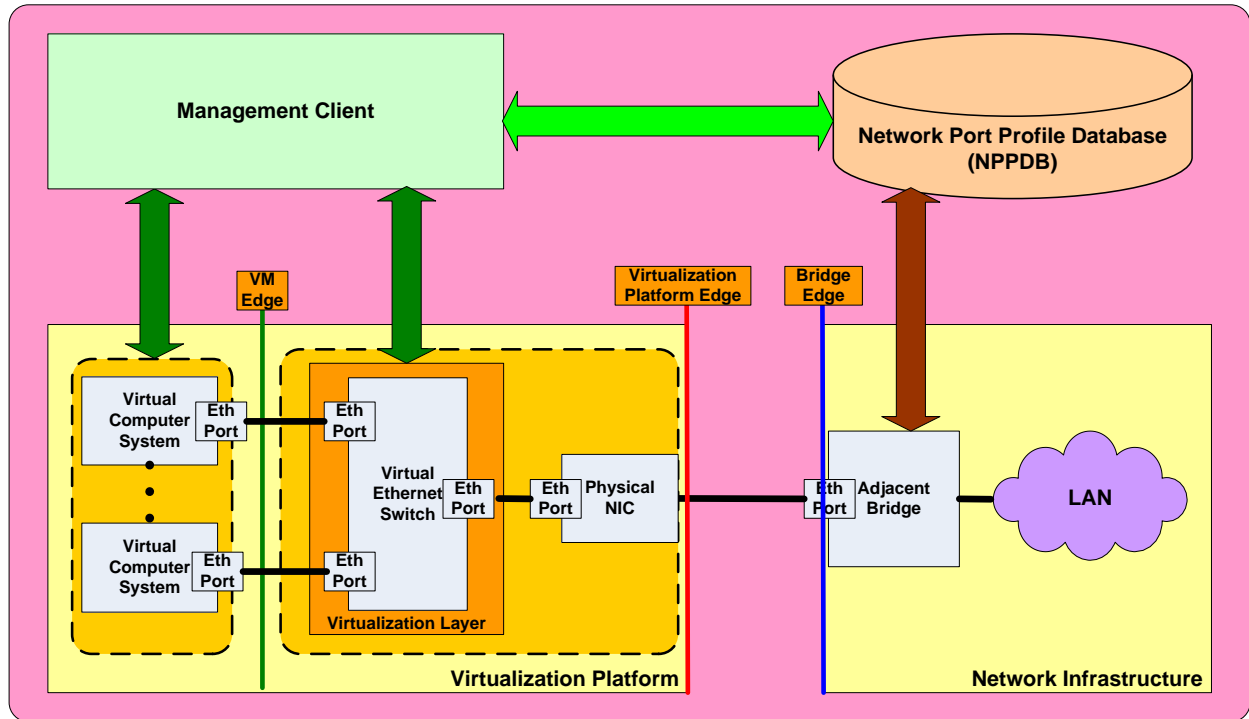 Management Client
Network Port Profile Database
(NPPDB)
VM
Edge
Virtualization
Platform Edge
Bridge
Edge
Virtual
Computer
System
Eth
Port
Eth
Port
Virtual
Ethernet
Switch
Eth
Port
Eth
Port
Physical
NIC
Eth
Port
Adjacent
Bridge
LAN
Virtual
Computer
System
Eth
Port
Eth
Port
Virtualization Layer
Virtualization Platform
Network Infrastructure